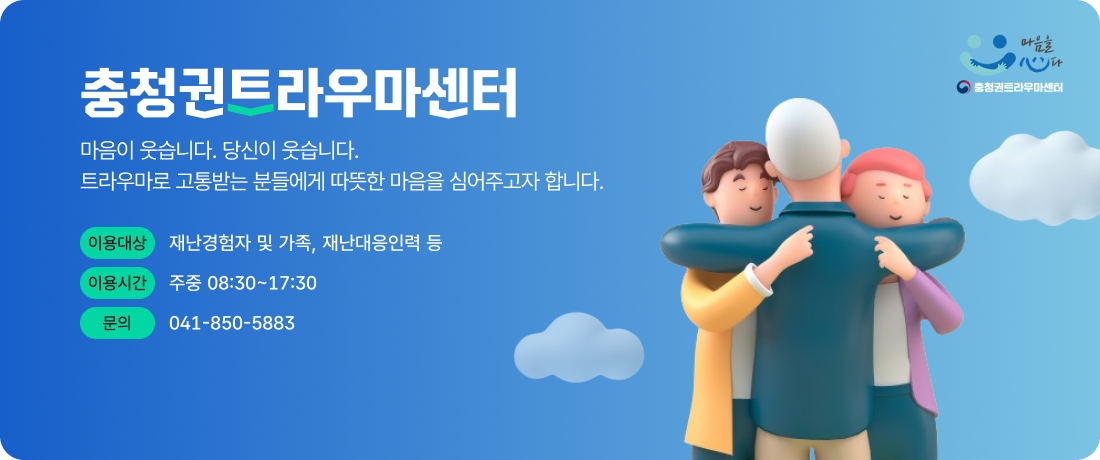 마음을
心다
충청권트라우마센터
충청권트라우마센터
마음이 웃습니다. 당신이 웃습니다.
트라우마로 고통받는 분들에게 따뜻한 마음을 심어주고자 합니다.
이용대상 재난경험자 및 가족, 재난대응인력 등
이용시간 주중 08:30~17:30
문의 041-850-5883